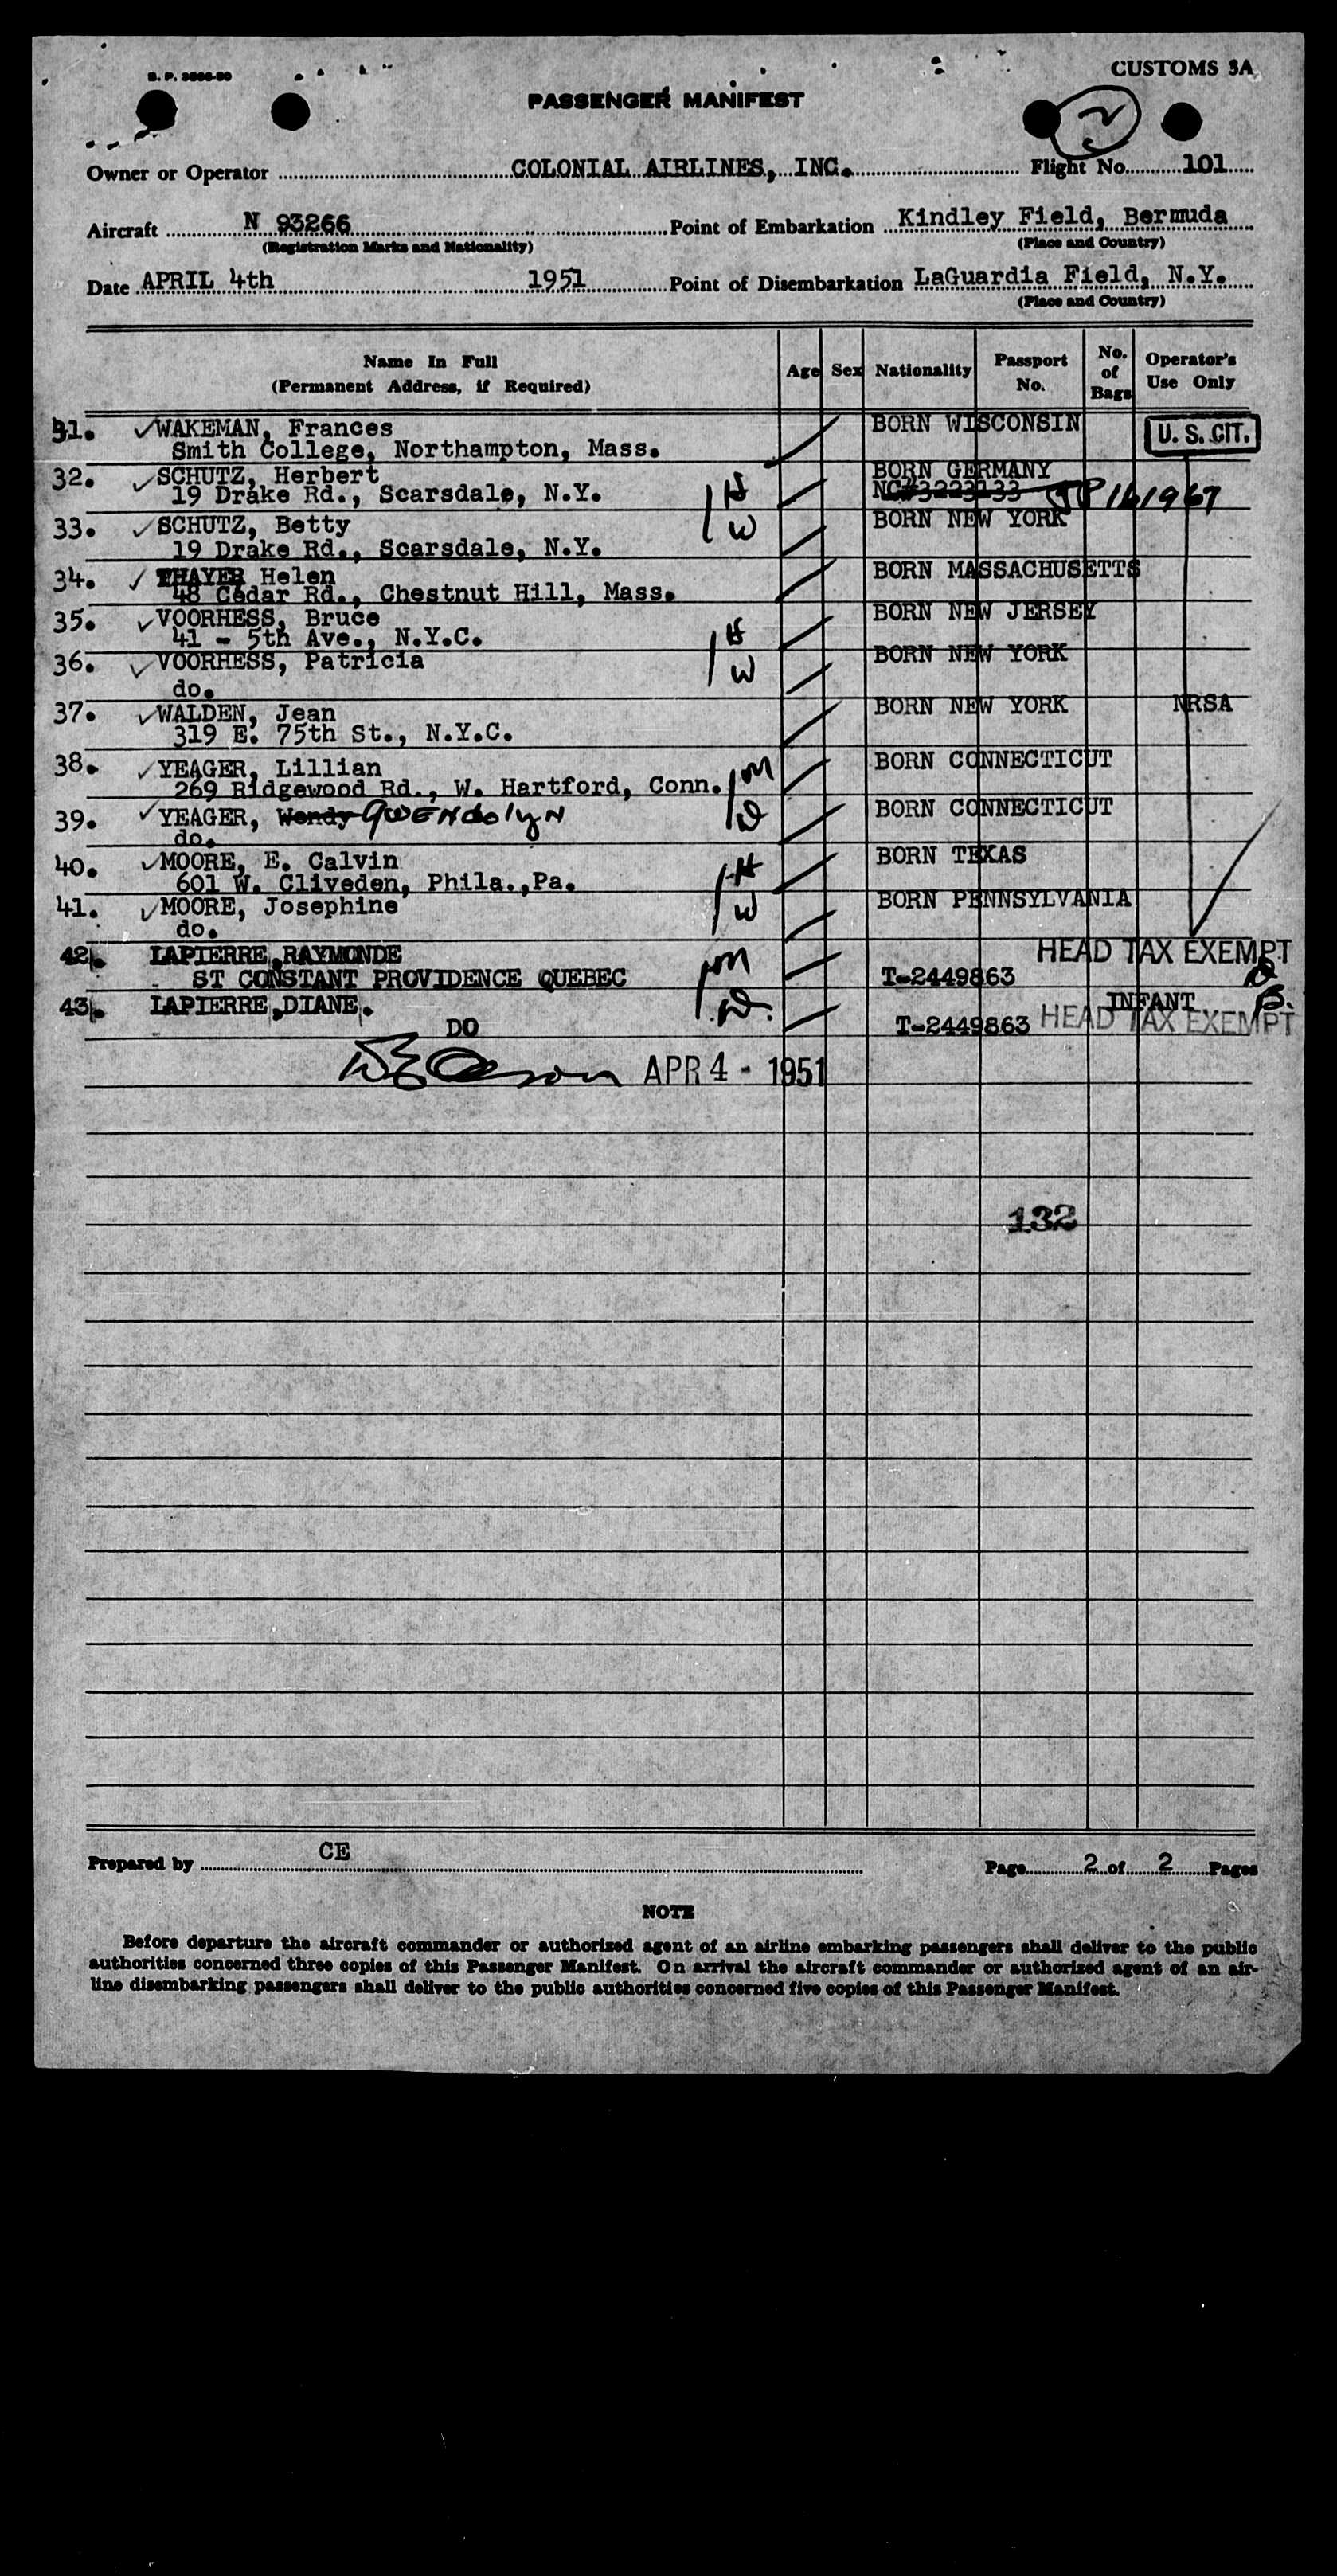 CUSTOMS 3A
PASSENGER MANIFEST
2
Owner or Operator COLONIAL AIRLINES, INC. Flight No. 101
Aircraft N 93266 Point of Embarkation Kindley Field, Bermuda
(Registration Marks and Nationality) (Place and Country)
Date APRIL 4th 1951 Point of Disembarkation LaGuardia Field, N.Y.
(Place and Country)
Name In Full (Permanent Address, if Required) Age Sex Nationality Passport No. No. of Bags Operator's Use Only
31. WAKEMAN, Frances BORN WISCONSIN U. S. CIT.
Smith College, Northampton, Mass.
32. SCHUTZ, Herbert H BORN GERMANY
19 Drake Rd., Scarsdale, N.Y. NC#3223133
33. SCHUTZ, Betty W BORN NEW YORK
19 Drake Rd., Scarsdale, N.Y.
34. THAYER Helen BORN MASSACHUSETTS
48 Cedar Rd., Chestnut Hill, Mass.
35. VOORHESS, Bruce H BORN NEW JERSEY
41 - 5th Ave., N.Y.C.
36. VOORHESS, Patricia W BORN NEW YORK
do.
37. WALDEN, Jean BORN NEW YORK NRSA
319 E. 75th St., N.Y.C.
38. YEAGER, Lillian M BORN CONNECTICUT
269 Ridgewood Rd., W. Hartford, Conn.
39. YEAGER, Wendy GWENdolyN D BORN CONNECTICUT
do.
40. MOORE, E. Calvin H BORN TEXAS
601 W. Cliveden, Phila.,Pa.
41. MOORE, Josephine W BORN PENNSYLVANIA
do.
42. LAPIERRE,RAYMONDE M HEAD TAX EXEMPT
ST CONSTANT PROVIDENCE QUEBEC T-2449863
43. LAPIERRE,DIANE. D. INFANT
DO T-2449863 HEAD TAX EXEMPT
APR 4 - 1951
132
Prepared by CE Page 2 of 2 Pages
NOTE
Before departure the aircraft commander or authorized agent of an airline embarking passengers shall deliver to the public
authorities concerned three copies of this Passenger Manifest. On arrival the aircraft commander or authorized agent of an air-
line disembarking passengers shall deliver to the public authorities concerned five copies of this Passenger Manifest.